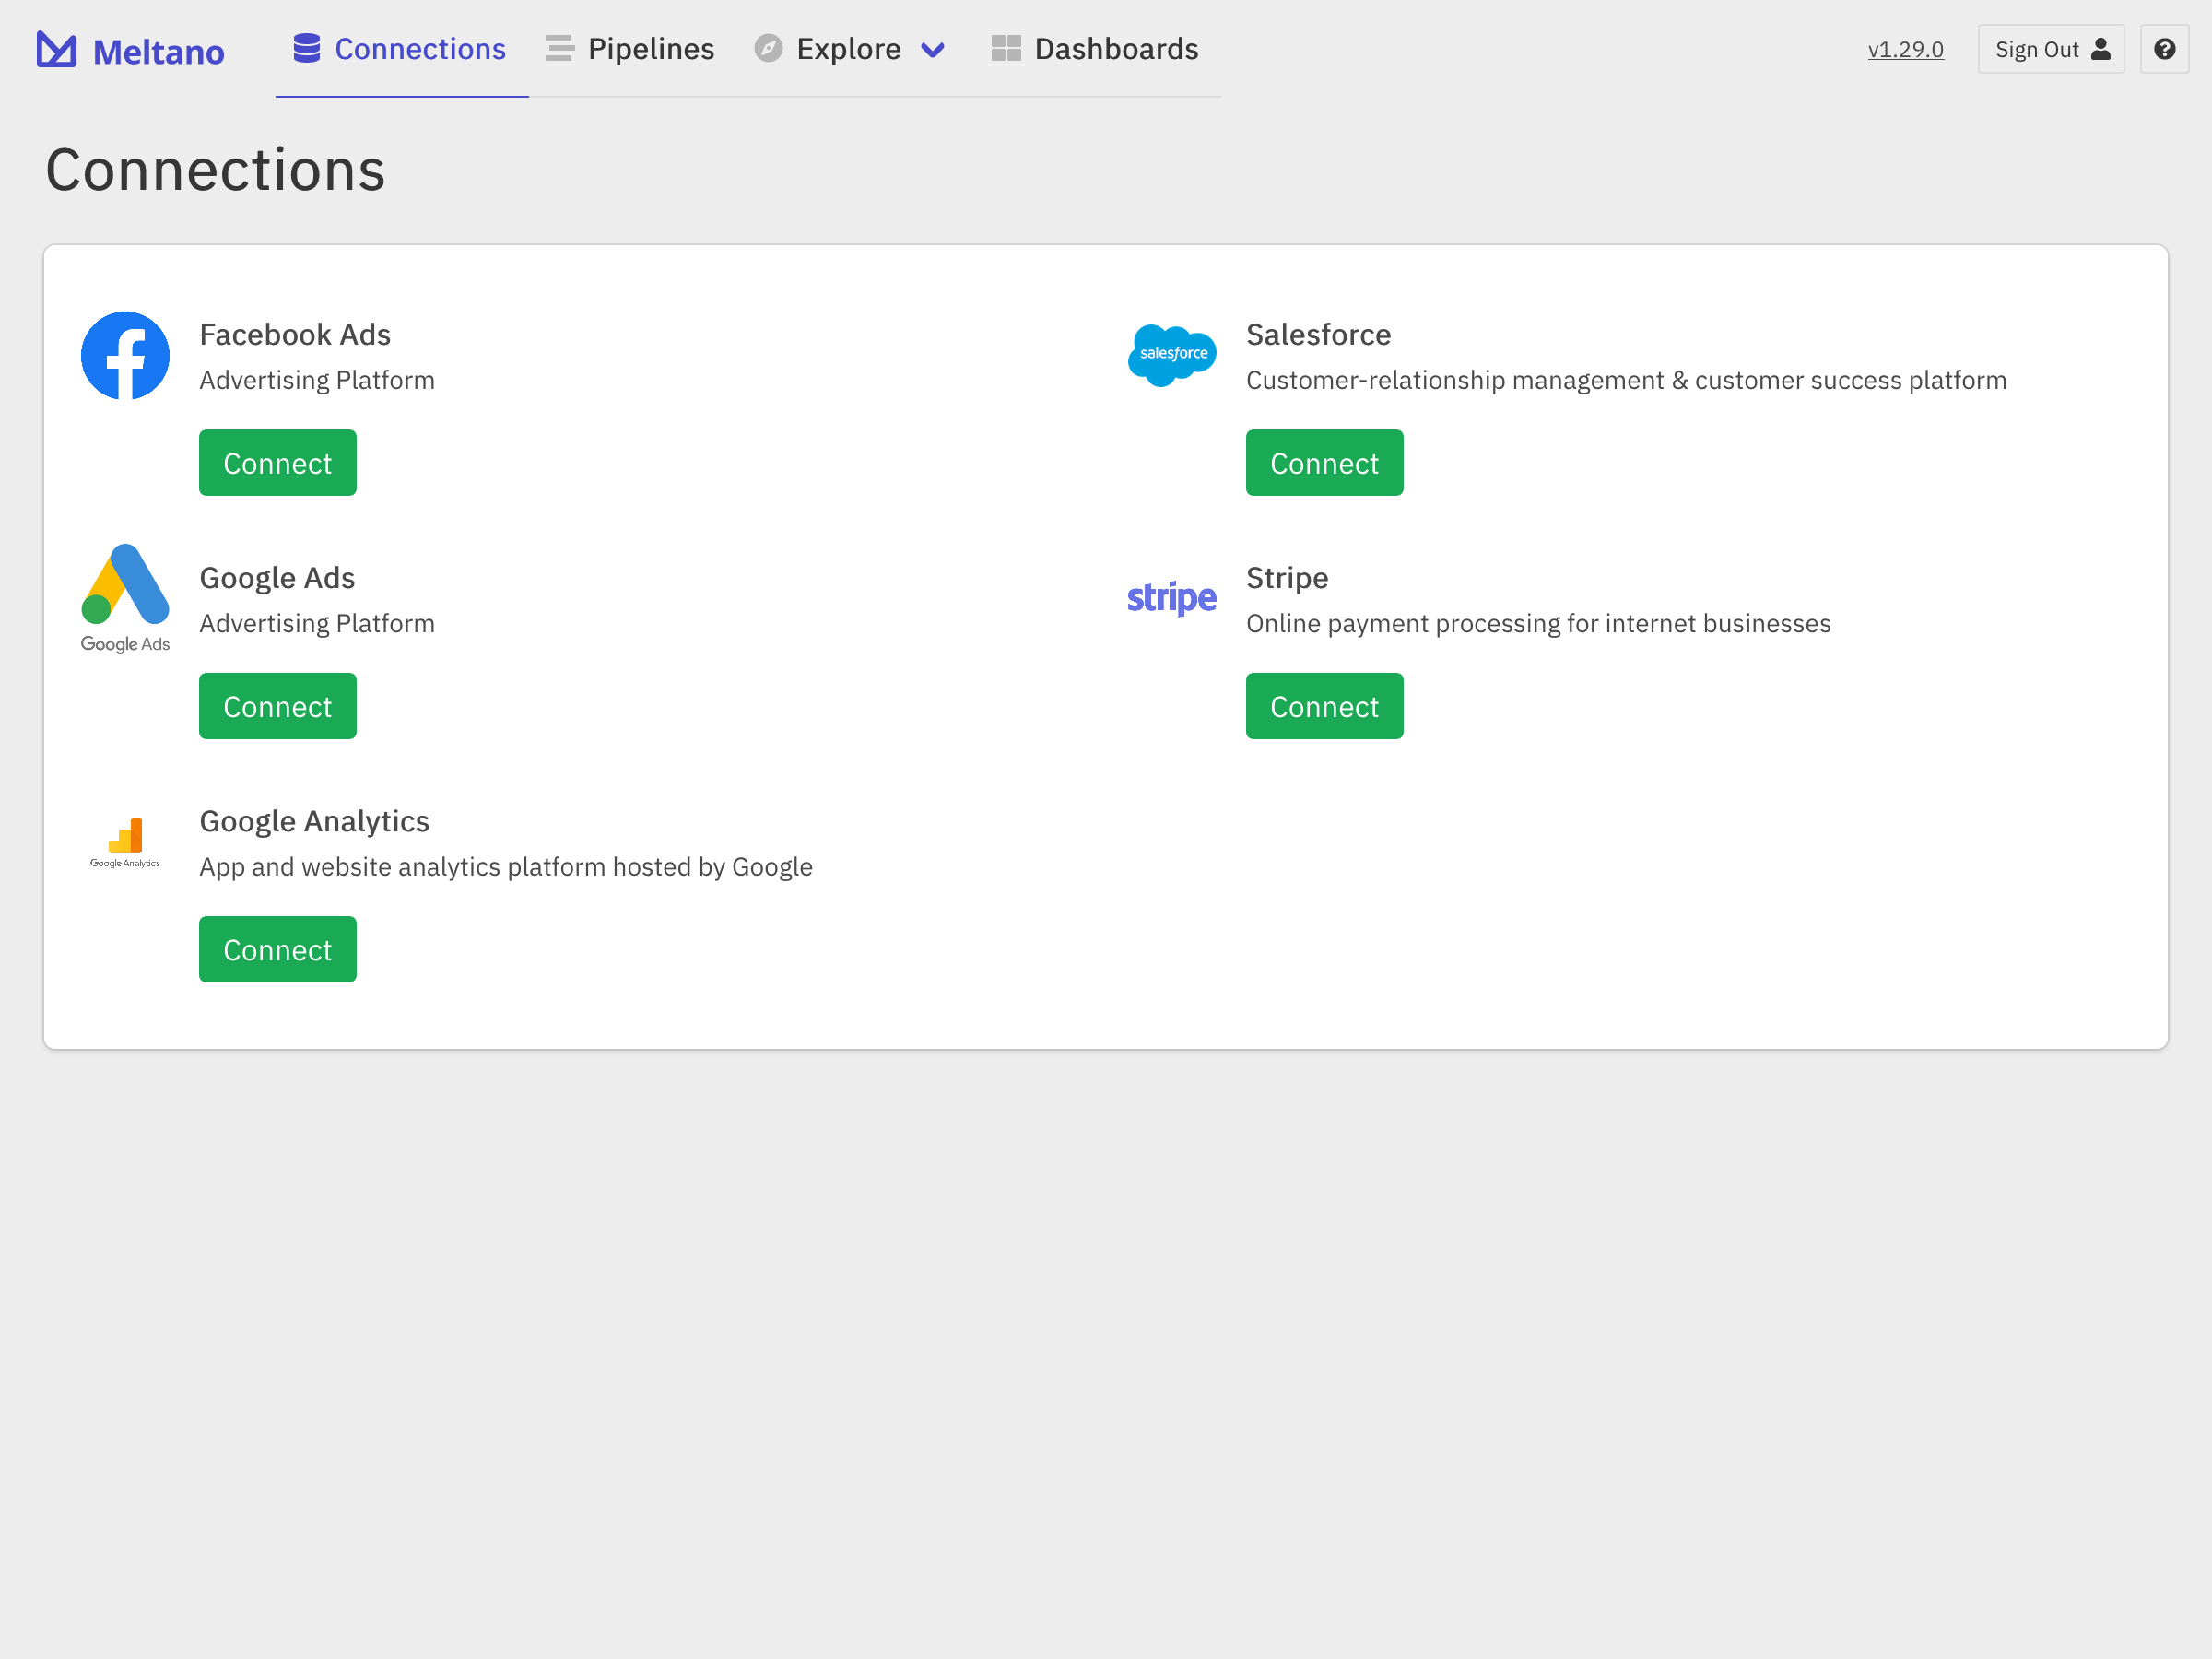 Meltano
Connections
Pipelines
Explore
Dashboards
v1.29.0
Sign Out
?
Connections
Facebook Ads
Advertising Platform
Connect
salesforce
Salesforce
Customer-relationship management & customer success platform
Connect
Google Ads
Google Ads
Advertising Platform
Connect
stripe
Stripe
Online payment processing for internet businesses
Connect
Google Analytics
Google Analytics
App and website analytics platform hosted by Google
Connect